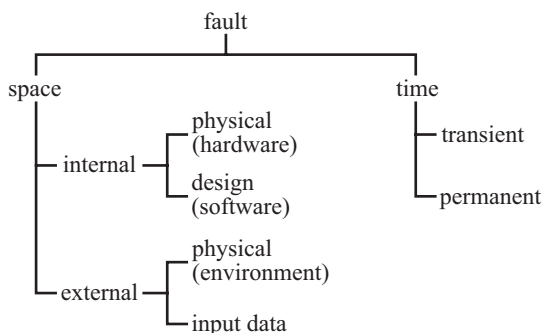 fault
space
time
physical
(hardware)
transient
internal
design
(software)
permanent
physical
(environment)
external
input data